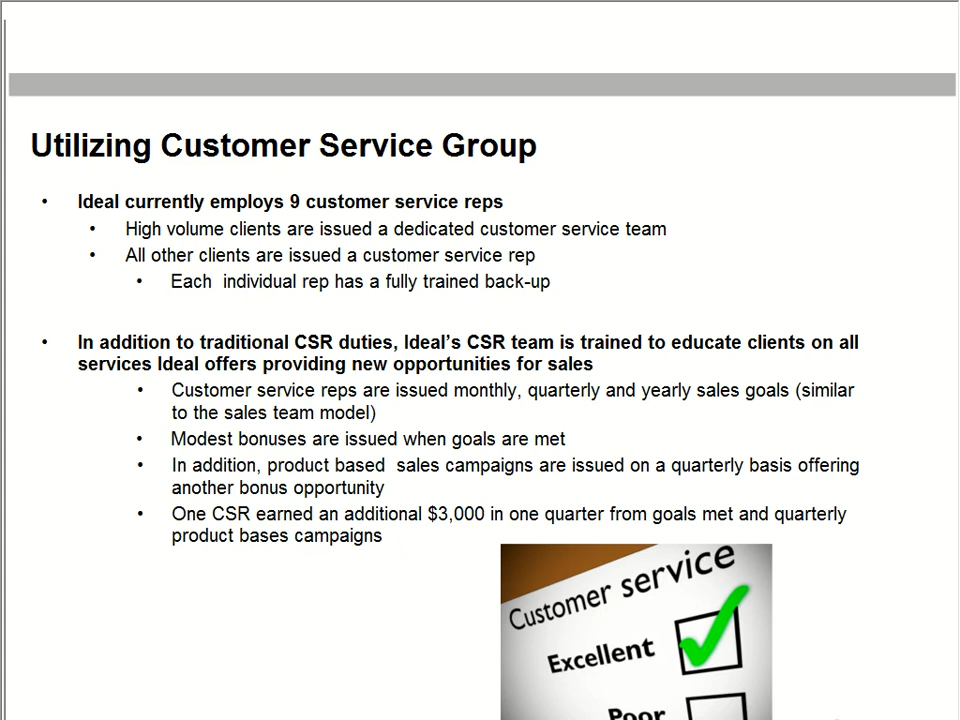 Utilizing Customer Service Group
• Ideal currently employs 9 customer service reps
• High volume clients are issued a dedicated customer service team
• All other clients are issued a customer service rep
• Each individual rep has a fully trained back-up
• In addition to traditional CSR duties, Ideal’s CSR team is trained to educate clients on all
services Ideal offers providing new opportunities for sales
• Customer service reps are issued monthly, quarterly and yearly sales goals (similar
to the sales team model)
• Modest bonuses are issued when goals are met
• In addition, product based sales campaigns are issued on a quarterly basis offering
another bonus opportunity
• One CSR earned an additional $3,000 in one quarter from goals met and quarterly
product bases campaigns
Customer service
Excellent
Poor